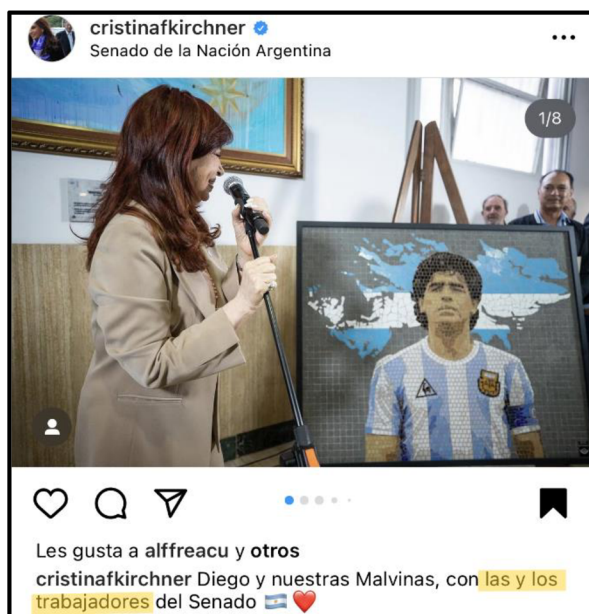 cristinafkirchner
Senado de la Nación Argentina
1/8
Les gusta a alffreacu y otros
cristinafkirchner Diego y nuestras Malvinas, con las y los
trabajadores del Senado 🇦🇷 ❤️